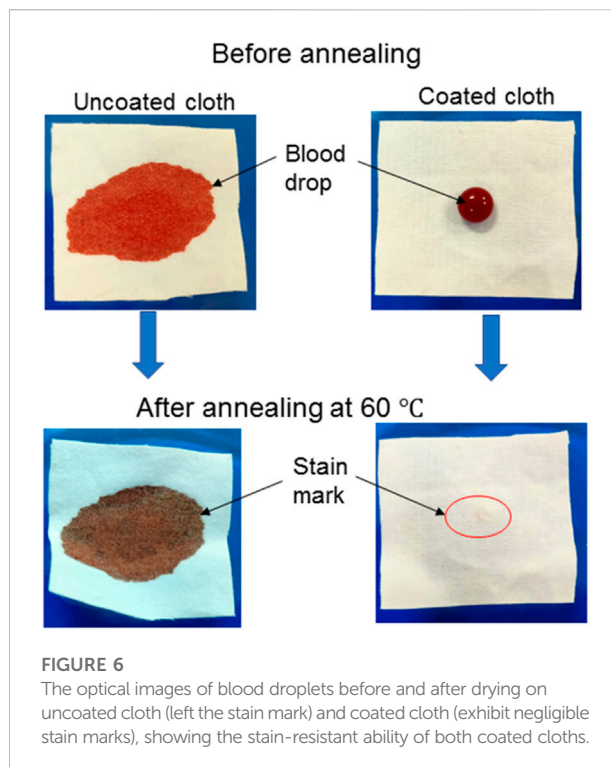 Before annealing
Uncoated cloth
Coated cloth
Blood
drop
After annealing at 60 °C
Stain
mark
FIGURE 6
The optical images of blood droplets before and after drying on
uncoated cloth (left the stain mark) and coated cloth (exhibit negligible
stain marks), showing the stain-resistant ability of both coated cloths.